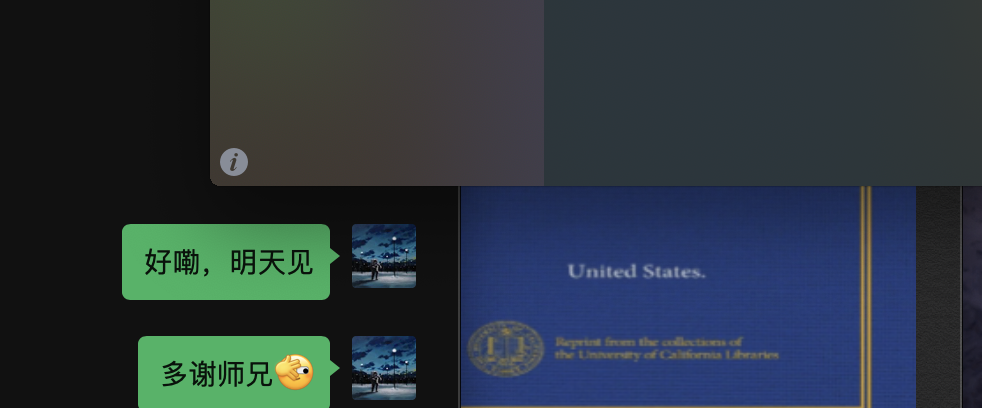 好嘞，明天见
多谢师兄
United States.
Reprint from the collections of
the University of California Libraries